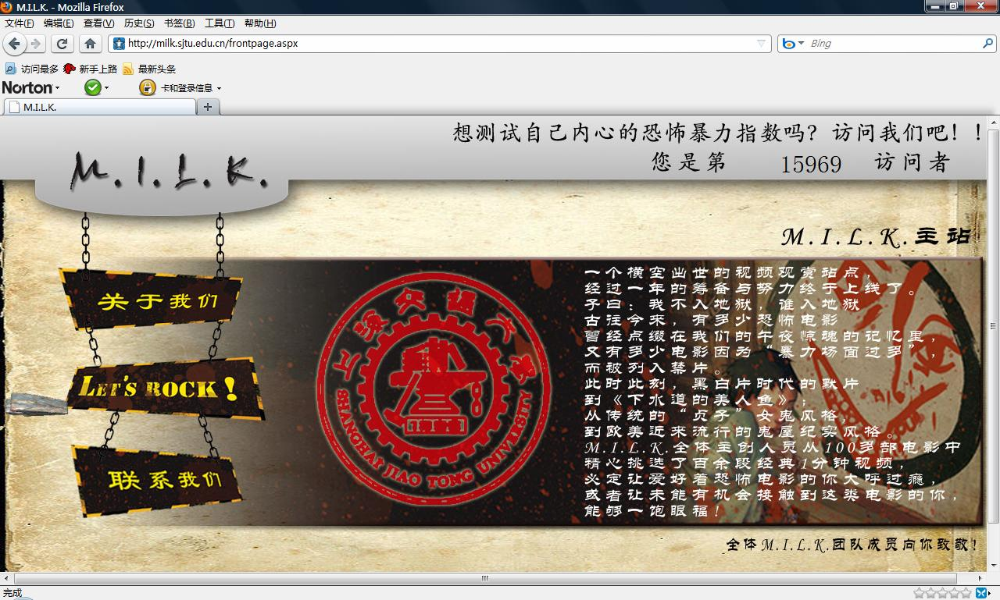 M.I.L.K. - Mozilla Firefox
文件(F) 编辑(E) 查看(V) 历史(S) 书签(B) 工具(T) 帮助(H)
http://milk.sjtu.edu.cn/frontpage.aspx
Bing
访问最多 新手上路 最新头条
Norton 卡和登录信息
M.I.L.K.
想测试自己内心的恐怖暴力指数吗？访问我们吧！！
您是第 15969 访问者
M.I.L.K.
M.I.L.K.主站
关于我们
LET'S ROCK!
联系我们
上海交通大学
SHANGHAI JIAO TONG UNIVERSITY
一个横空出世的视频观赏站点，
经过一年的筹备与努力终于上线了。
子曰：我不入地狱，谁入地狱
古往今来，有多少恐怖电影
曾经点缀在我们的午夜惊魂的记忆里，
又有多少电影因为“暴力场面过多”，
而被列入禁片。
此时此刻，黑白片时代的默片
到《下水道的美人鱼》；
从传统的“贞子”女鬼风格，
到欧美近来流行的鬼屋纪实风格。
M.I.L.K.全体主创人员从100多部电影中
精心挑选了百余段经典1分钟视频，
必定让爱好着恐怖电影的你大呼过瘾，
或者让未能有机会接触到这类电影的你，
能够一饱眼福！
全体M.I.L.K.团队成员向你致敬！
完成